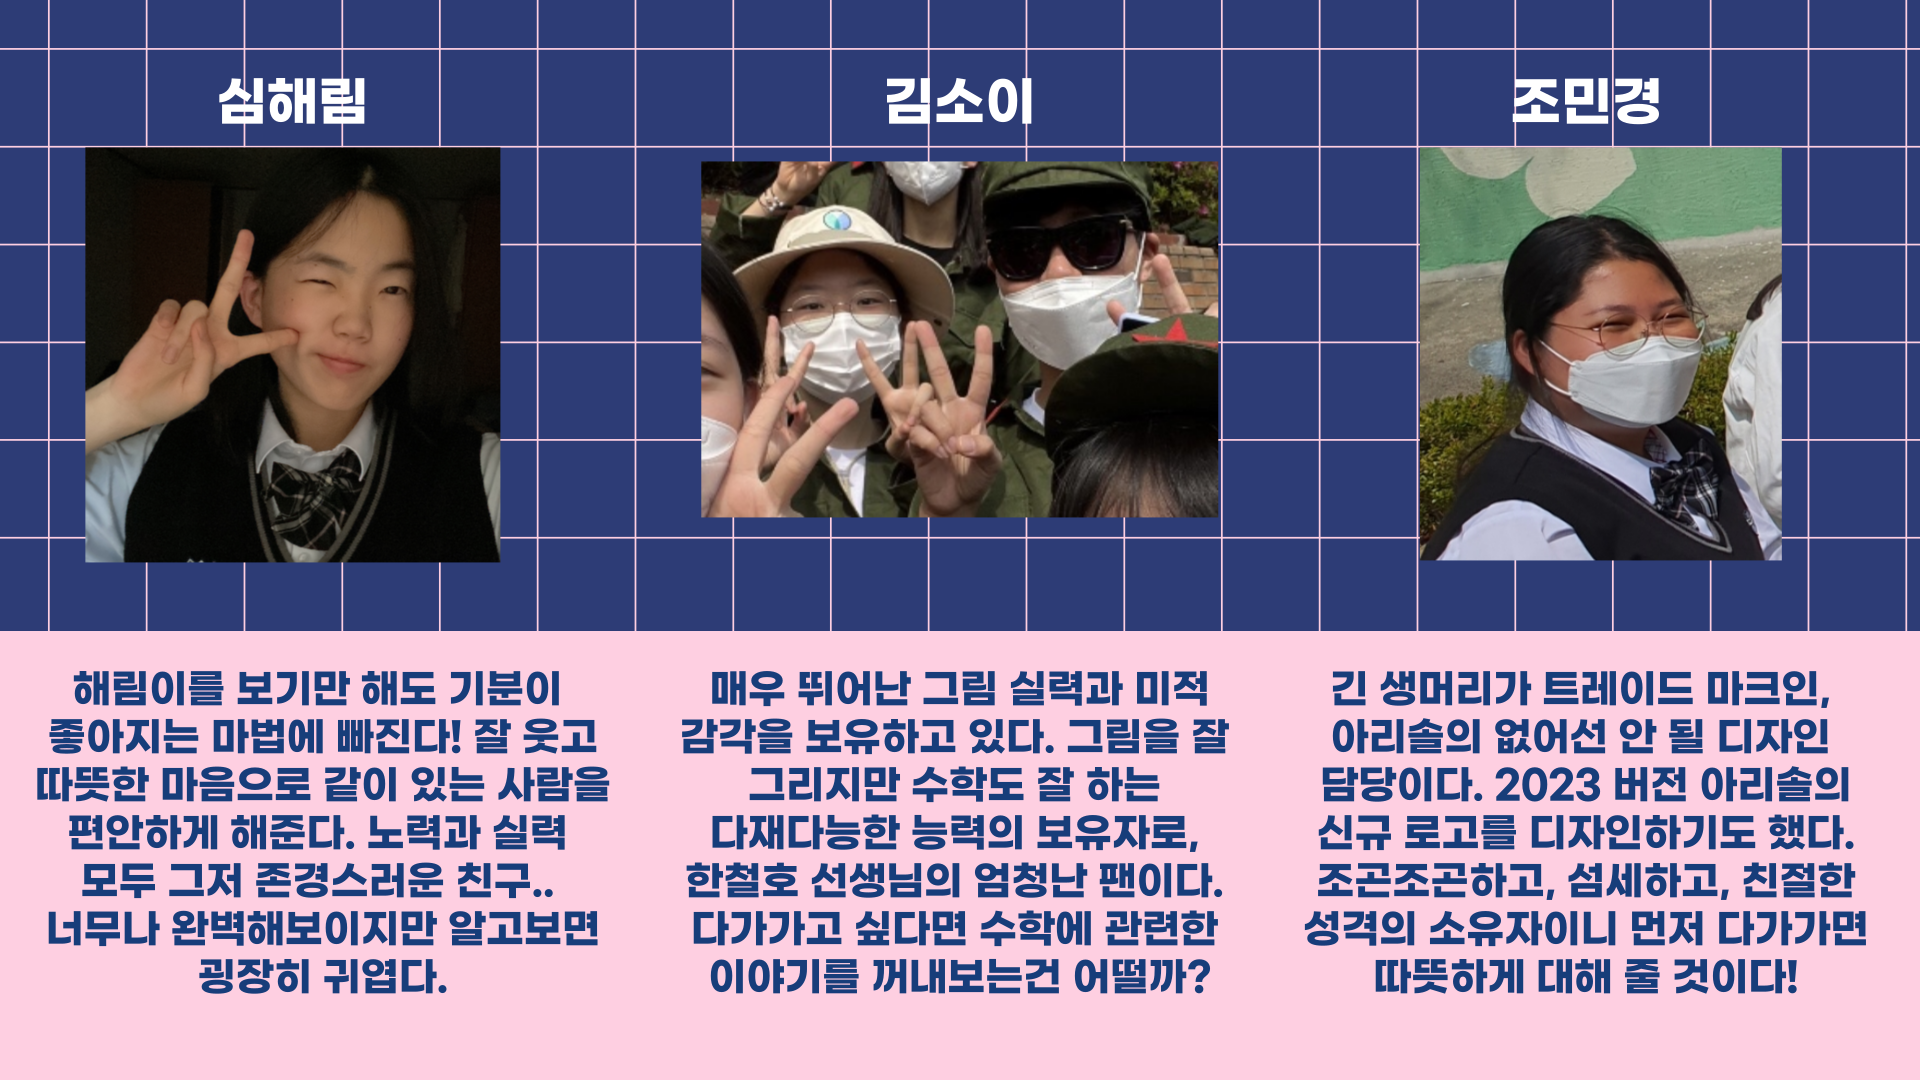 심해림
김소이
조민경
해림이를 보기만 해도 기분이
좋아지는 마법에 빠진다! 잘 웃고
따뜻한 마음으로 같이 있는 사람을
편안하게 해준다. 노력과 실력
모두 그저 존경스러운 친구..
너무나 완벽해보이지만 알고보면
굉장히 귀엽다.
매우 뛰어난 그림 실력과 미적
감각을 보유하고 있다. 그림을 잘
그리지만 수학도 잘 하는
다재다능한 능력의 보유자로,
한철호 선생님의 엄청난 팬이다.
다가가고 싶다면 수학에 관련한
이야기를 꺼내보는건 어떨까?
긴 생머리가 트레이드 마크인,
아리솔의 없어선 안 될 디자인
담당이다. 2023 버전 아리솔의
신규 로고를 디자인하기도 했다.
조곤조곤하고, 섬세하고, 친절한
성격의 소유자이니 먼저 다가가면
따뜻하게 대해 줄 것이다!